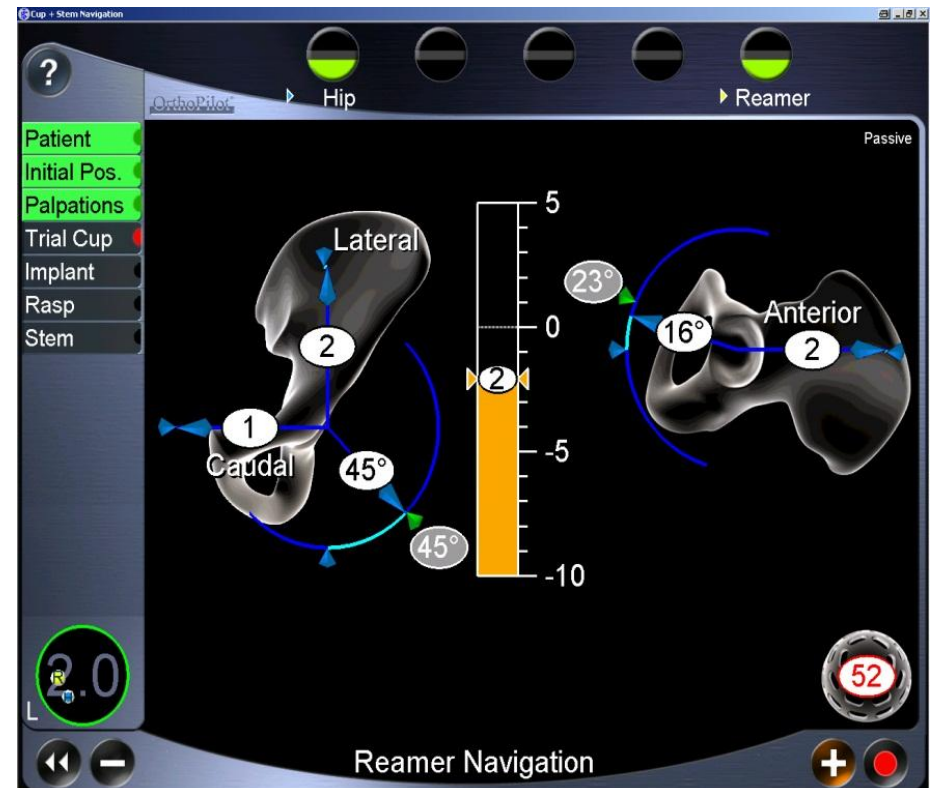 Cup + Stem Navigation
?
OrthoPilot
Hip
Reamer
Passive
Patient
Initial Pos.
Palpations
Trial Cup
Implant
Rasp
Stem
Lateral
2
1
Caudal
45°
45°
5
0
-5
-10
2
23°
16°
Anterior
2
2.0
R
H
L
52
Reamer Navigation